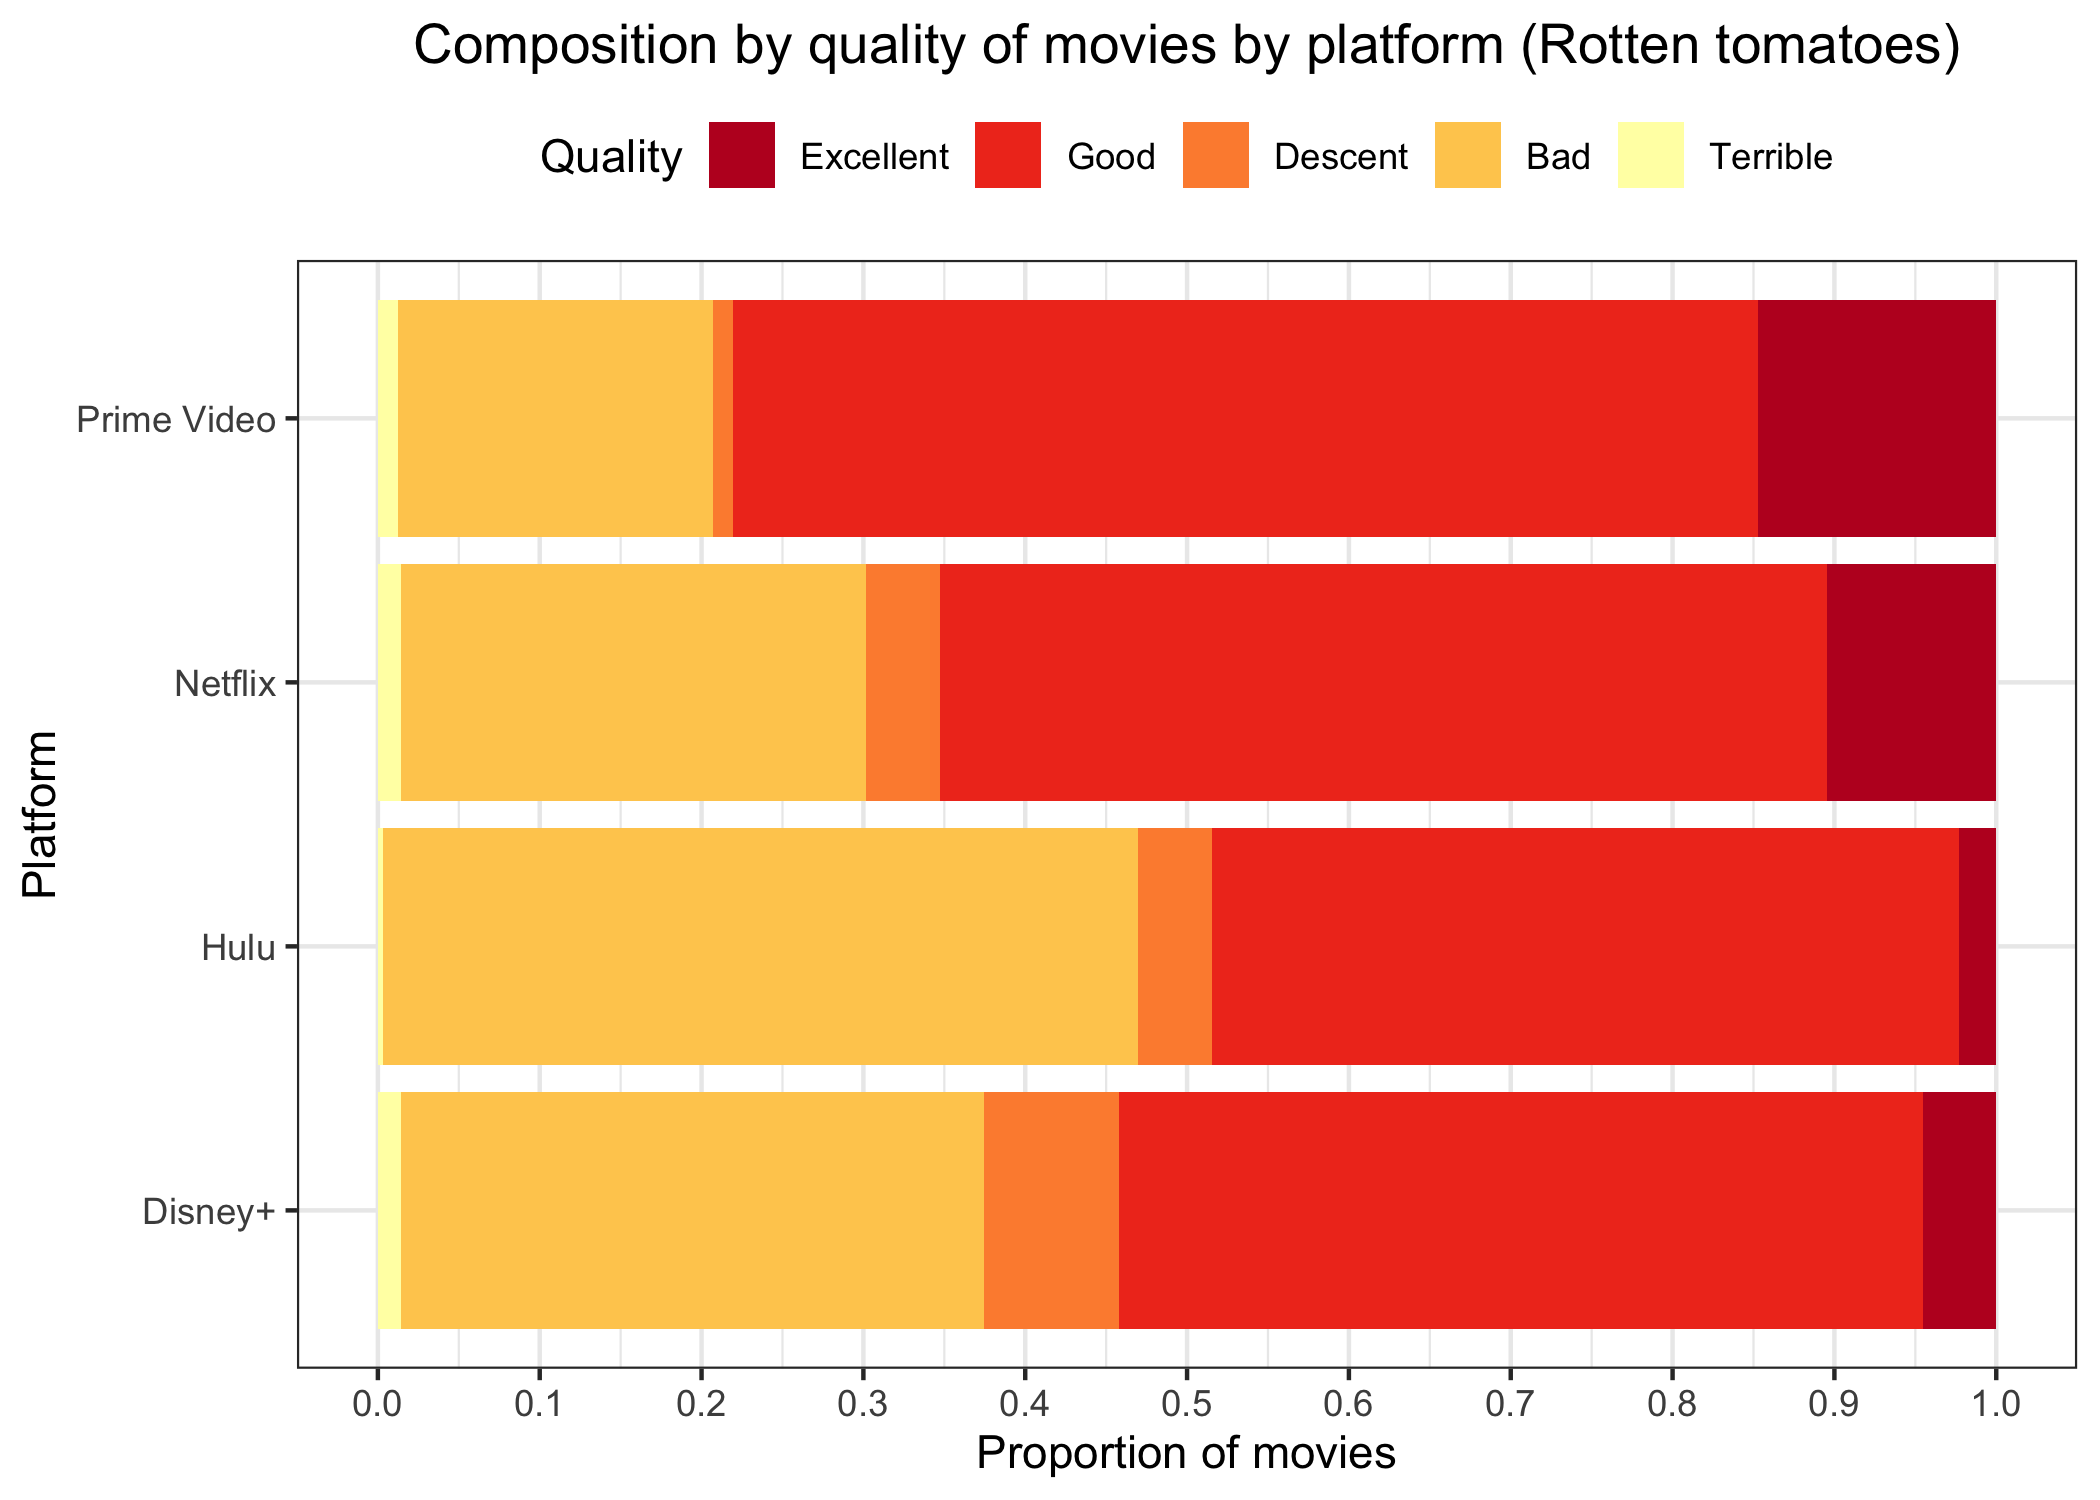 Composition by quality of movies by platform (Rotten tomatoes)
Quality Excellent Good Descent Bad Terrible
Prime Video
Netflix
Hulu
Disney+
Platform
0.0 0.1 0.2 0.3 0.4 0.5 0.6 0.7 0.8 0.9 1.0
Proportion of movies